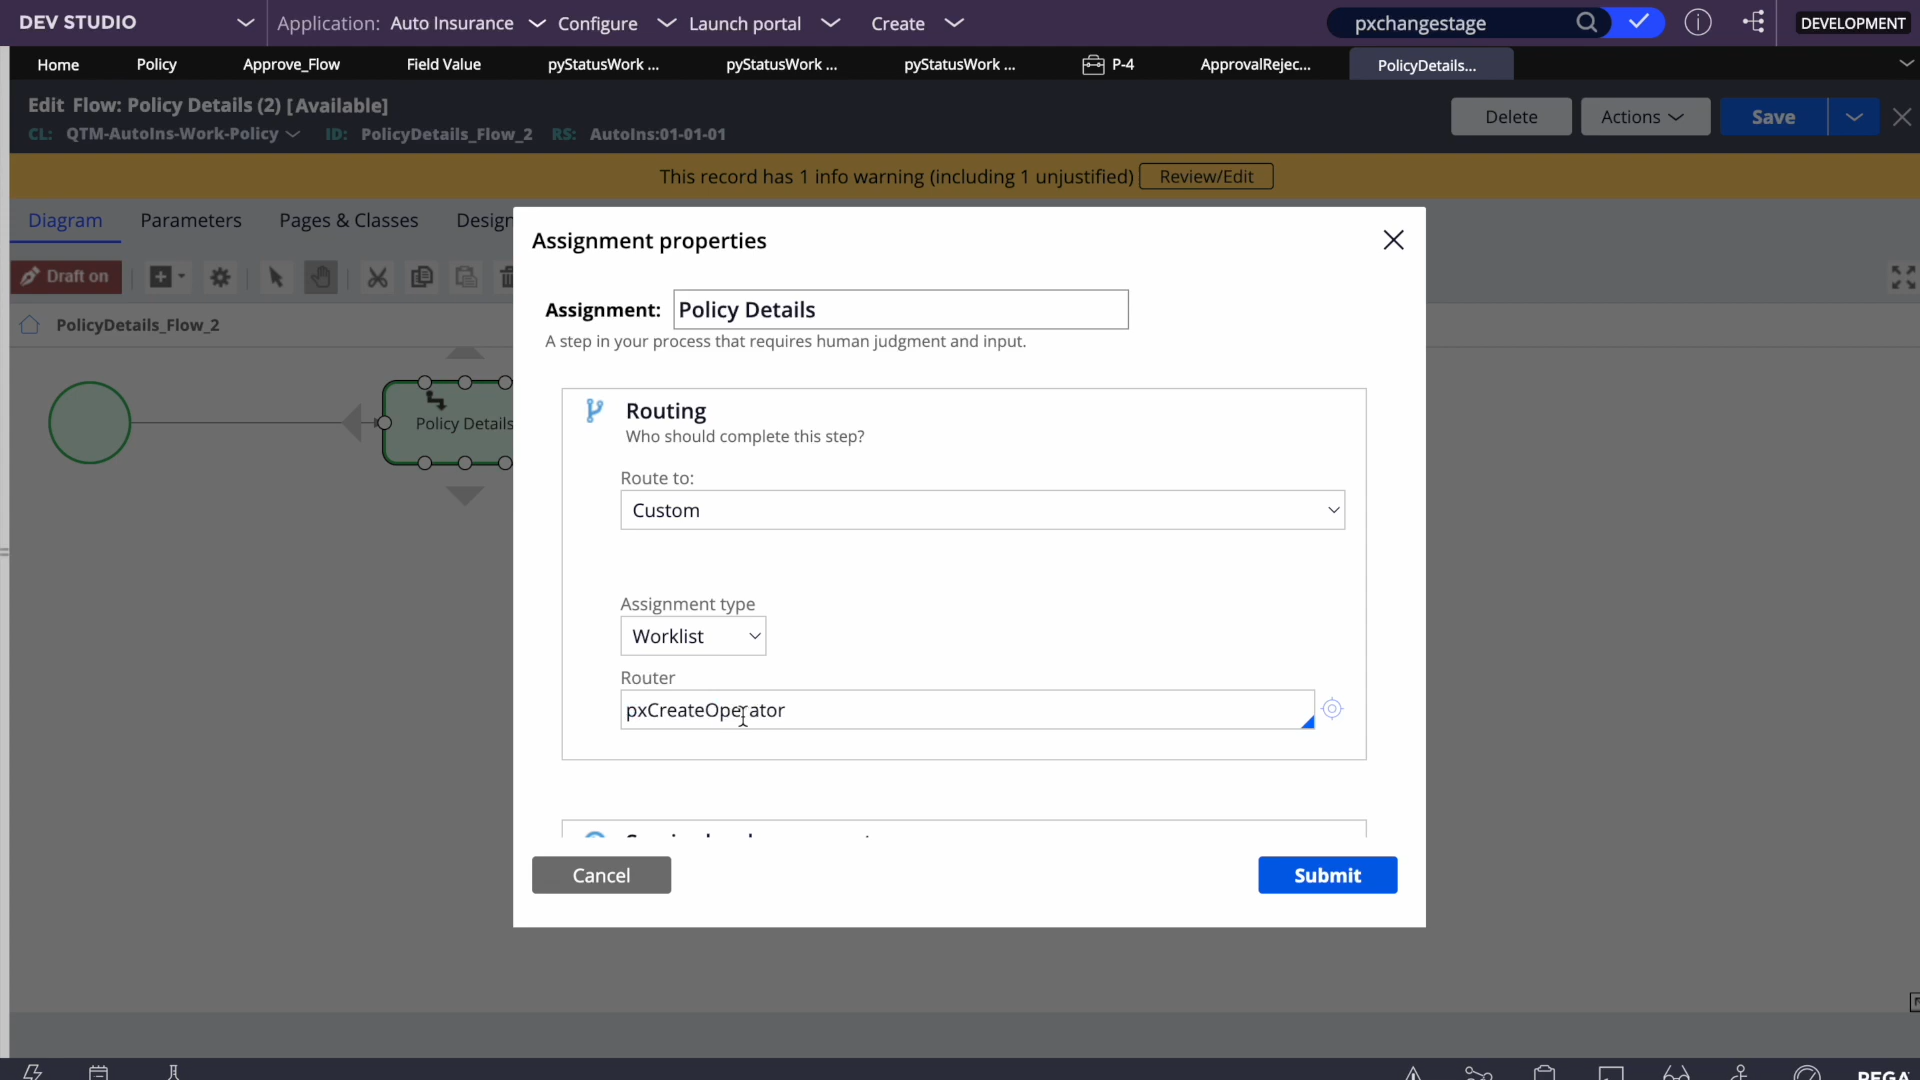 DEV STUDIO
Application: Auto Insurance
Configure
Launch portal
Create
pxchangestage
DEVELOPMENT
Home
Policy
Approve_Flow
Field Value
pyStatusWork ...
pyStatusWork ...
pyStatusWork ...
P-4
ApprovalRejec...
PolicyDetails...
Edit Flow: Policy Details (2) [Available]
CL: QTM-AutoIns-Work-Policy ID: PolicyDetails_Flow_2 RS: AutoIns:01-01-01
Delete
Actions
Save
This record has 1 info warning (including 1 unjustified) Review/Edit
Diagram
Parameters
Pages & Classes
Design
Draft on
PolicyDetails_Flow_2
Policy Details
Assignment properties
Assignment: Policy Details
A step in your process that requires human judgment and input.
Routing
Who should complete this step?
Route to:
Custom
Assignment type
Worklist
Router
pxCreateOperator
Cancel
Submit
PEGA